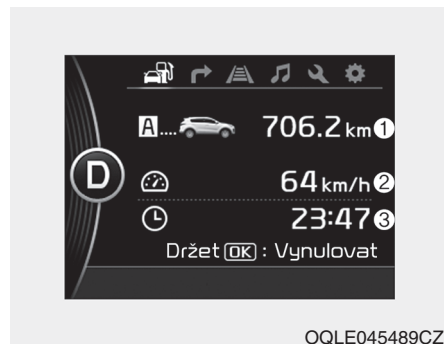 A.... 706.2 km ①
D
64 km/h ②
23:47 ③
Držet OK : Vynulovat
OQLE045489CZ